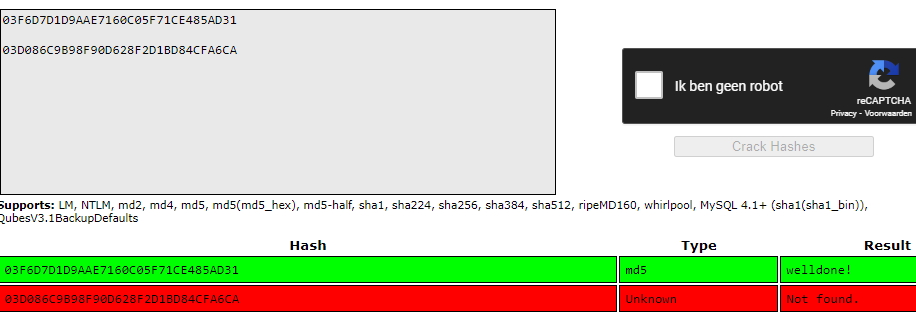 03F6D7D1D9AAE7160C05F71CE485AD31
03D086C9B98F90D628F2D1BD84CFA6CA
Ik ben geen robot
reCAPTCHA
Privacy - Voorwaarden
Crack Hashes
Supports: LM, NTLM, md2, md4, md5, md5(md5_hex), md5-half, sha1, sha224, sha256, sha384, sha512, ripeMD160, whirlpool, MySQL 4.1+ (sha1(sha1_bin)),
QubesV3.1BackupDefaults
Hash Type Result
03F6D7D1D9AAE7160C05F71CE485AD31 md5 welldone!
03D086C9B98F90D628F2D1BD84CFA6CA Unknown Not found.